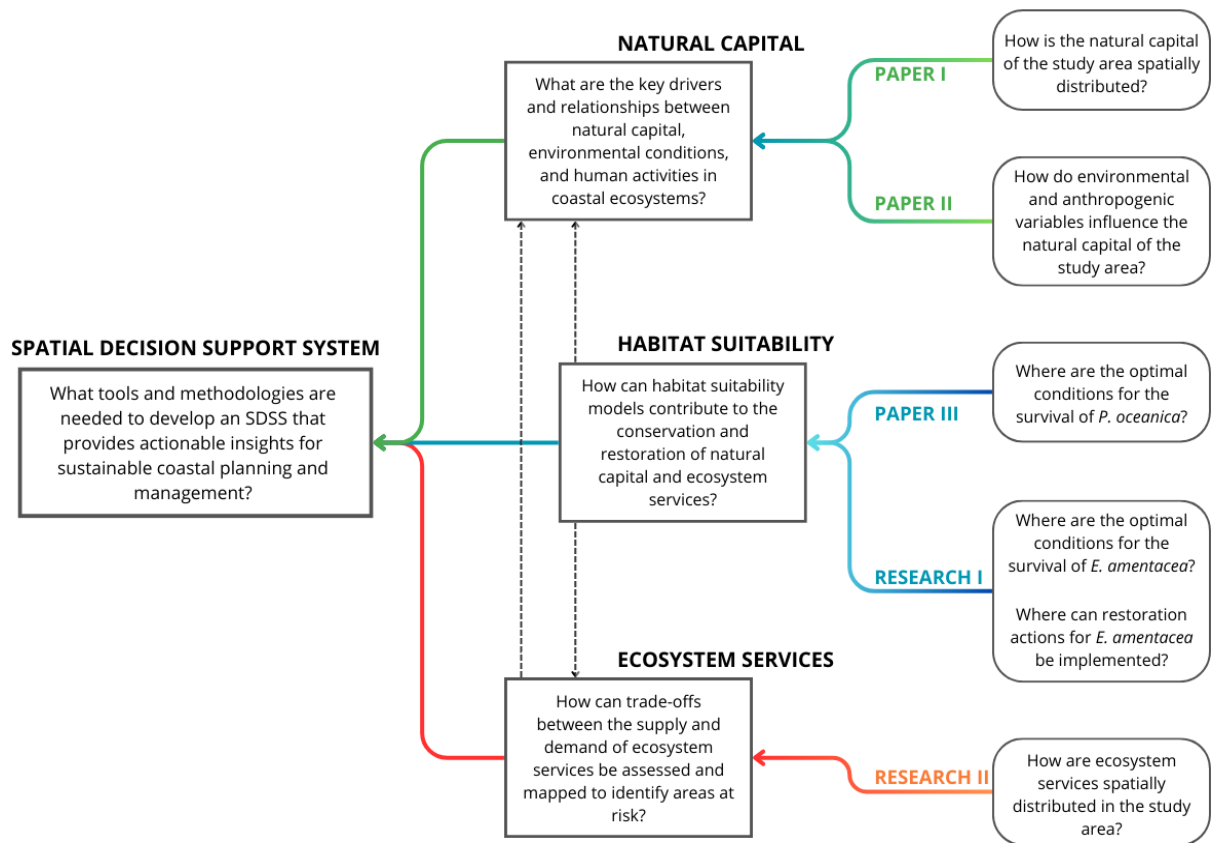 NATURAL CAPITAL
What are the key drivers
and relationships between
natural capital,
environmental conditions,
and human activities in
coastal ecosystems?
PAPER I
How is the natural capital
of the study area spatially
distributed?
PAPER II
How do environmental
and anthropogenic
variables influence the
natural capital of the
study area?
SPATIAL DECISION SUPPORT SYSTEM
What tools and methodologies are
needed to develop an SDSS that
provides actionable insights for
sustainable coastal planning and
management?
HABITAT SUITABILITY
How can habitat suitability
models contribute to the
conservation and
restoration of natural
capital and ecosystem
services?
PAPER III
Where are the optimal
conditions for the
survival of P. oceanica?
RESEARCH I
Where are the optimal
conditions for the
survival of E. amentacea?
Where can restoration
actions for E. amentacea
be implemented?
ECOSYSTEM SERVICES
How can trade-offs
between the supply and
demand of ecosystem
services be assessed and
mapped to identify areas at
risk?
RESEARCH II
How are ecosystem
services spatially
distributed in the study
area?